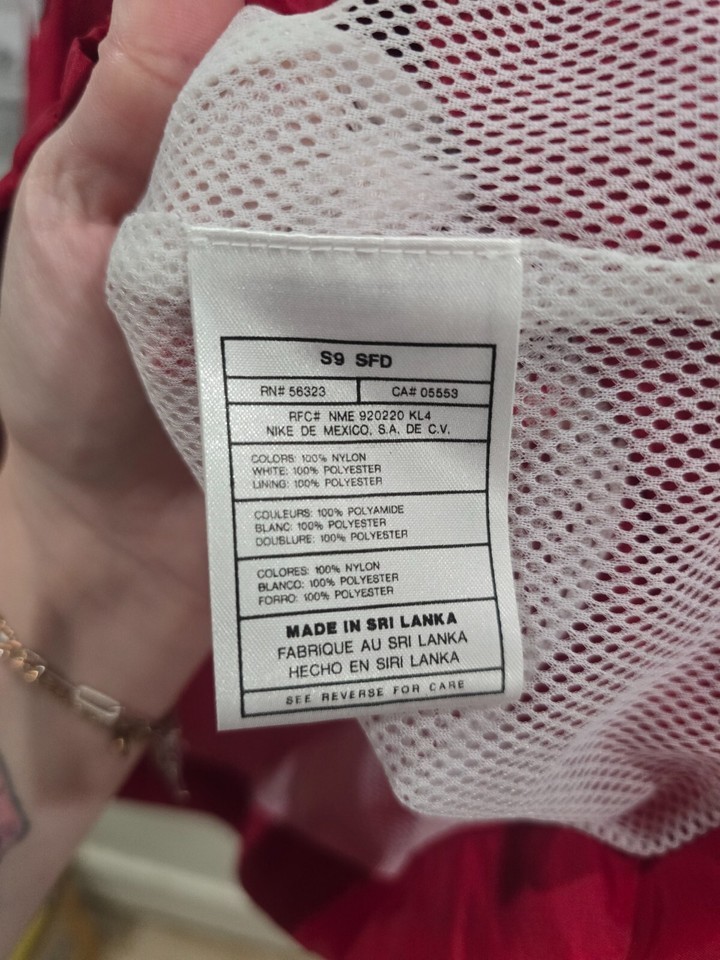 S9 SFD
RN# 56323 CA# 05553
RFC# NME 920220 KL4
NIKE DE MEXICO, S.A. DE C.V.
COLORS: 100% NYLON
WHITE: 100% POLYESTER
LINING: 100% POLYESTER
COULEURS: 100% POLYAMIDE
BLANC: 100% POLYESTER
DOUBLURE: 100% POLYESTER
COLORES: 100% NYLON
BLANCO: 100% POLYESTER
FORRO: 100% POLYESTER
MADE IN SRI LANKA
FABRIQUE AU SRI LANKA
HECHO EN SIRI LANKA
SEE REVERSE FOR CARE